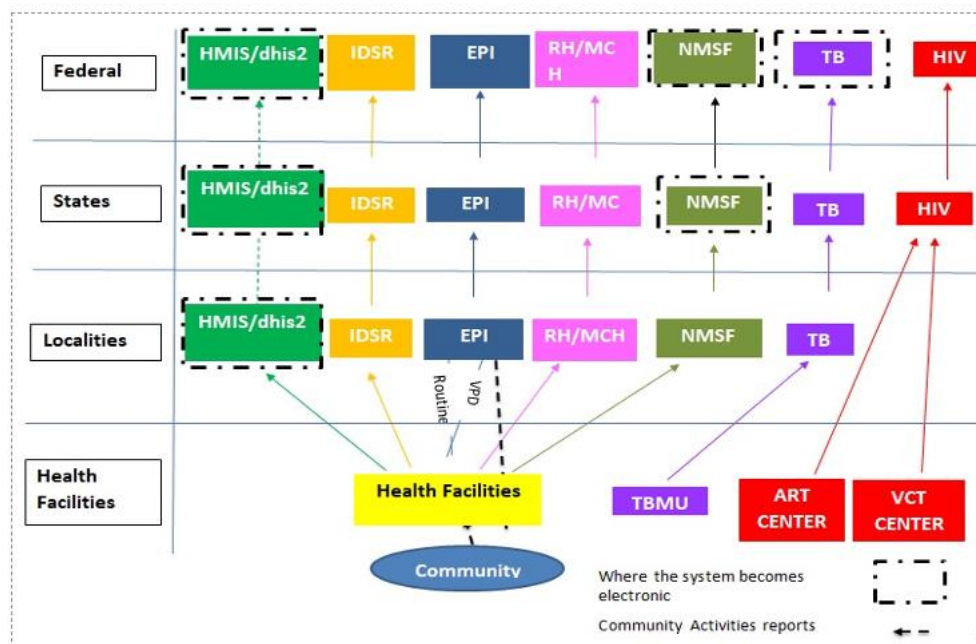 Federal
HMIS/dhis2
IDSR
EPI
RH/MC
H
NMSF
TB
HIV
States
HMIS/dhis2
IDSR
EPI
RH/MC
NMSF
TB
HIV
Localities
HMIS/dhis2
IDSR
EPI
RH/MCH
NMSF
TB
Routine
VPD
Health
Facilities
Health Facilities
TBMU
ART
CENTER
VCT
CENTER
Community
Where the system becomes
electronic
Community Activities reports